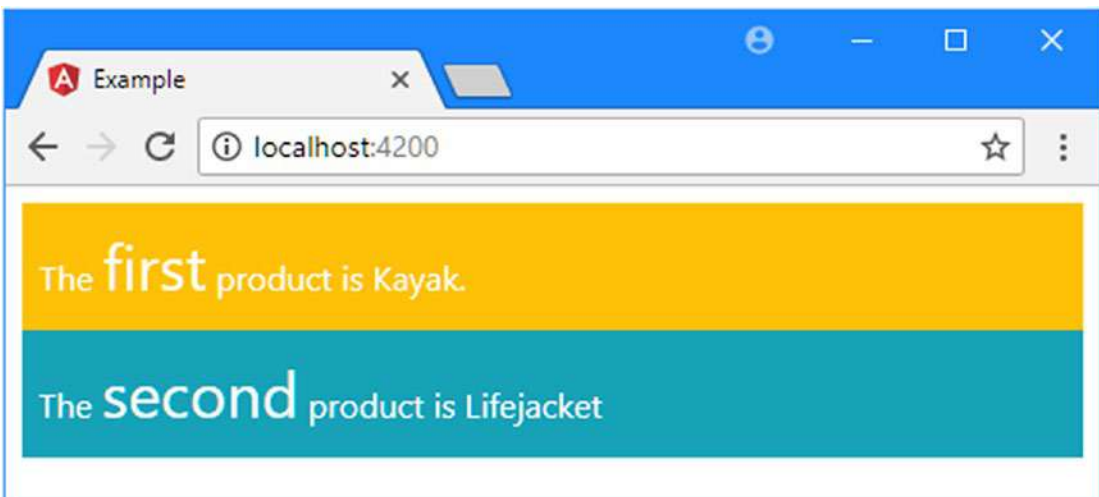 Example
localhost:4200
The first product is Kayak.
The second product is Lifejacket